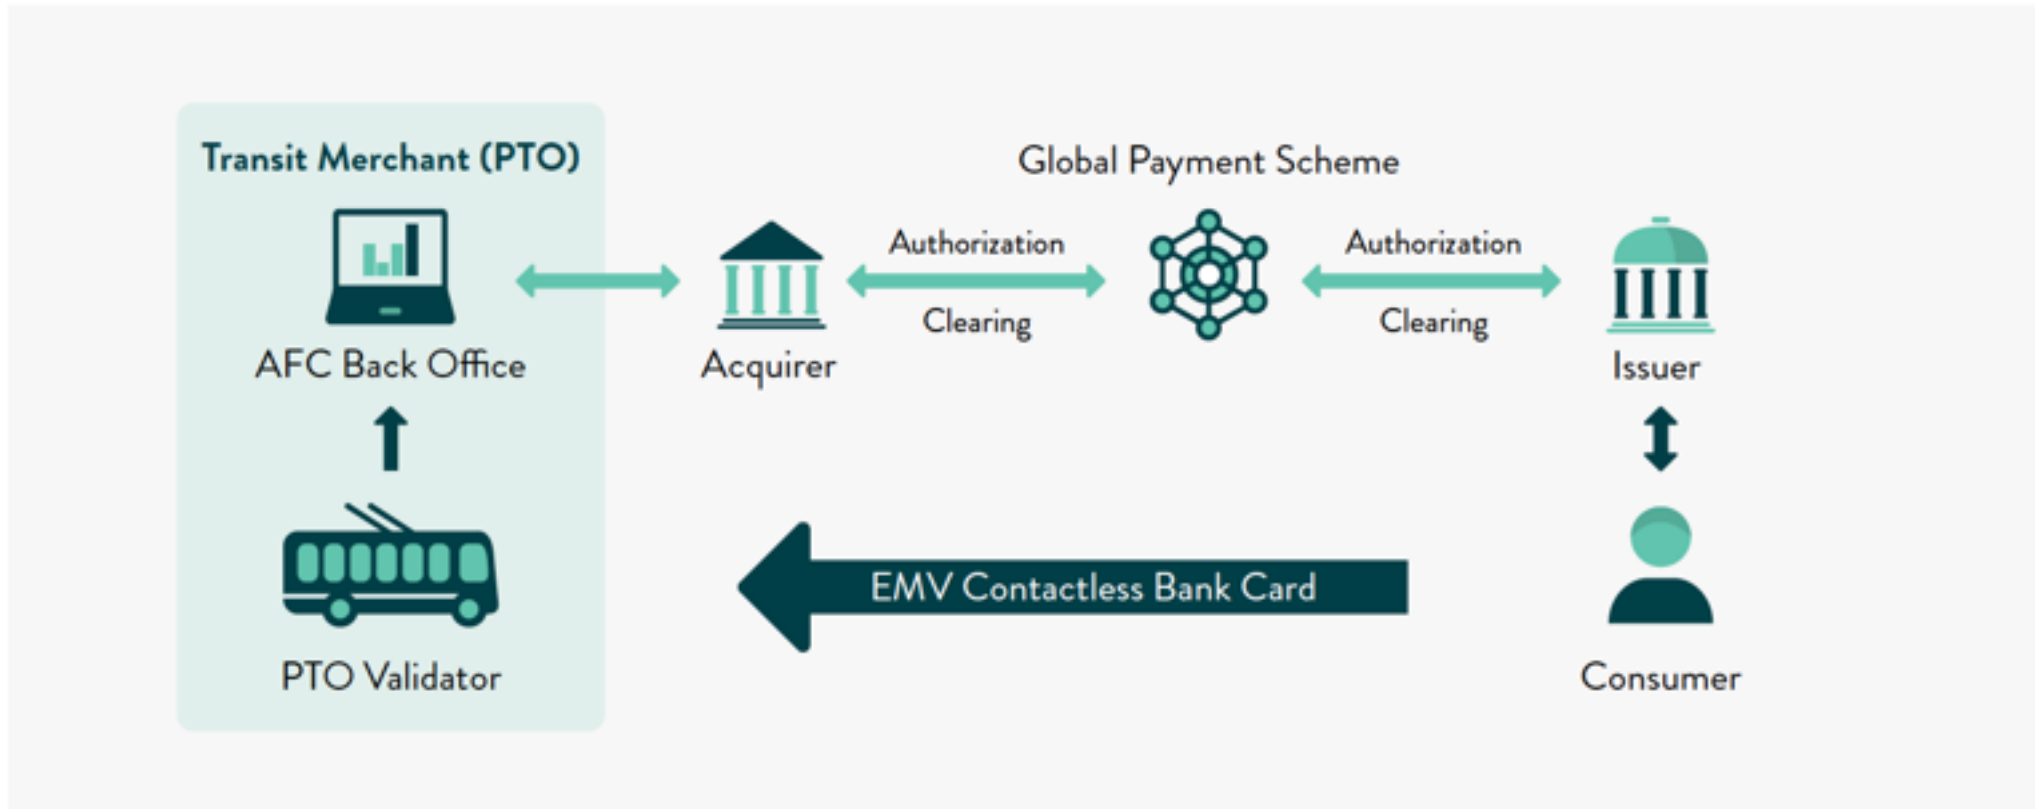 Transit Merchant (PTO)
Global Payment Scheme
Authorization
Authorization
Clearing
Clearing
AFC Back Office
Acquirer
Issuer
EMV Contactless Bank Card
PTO Validator
Consumer